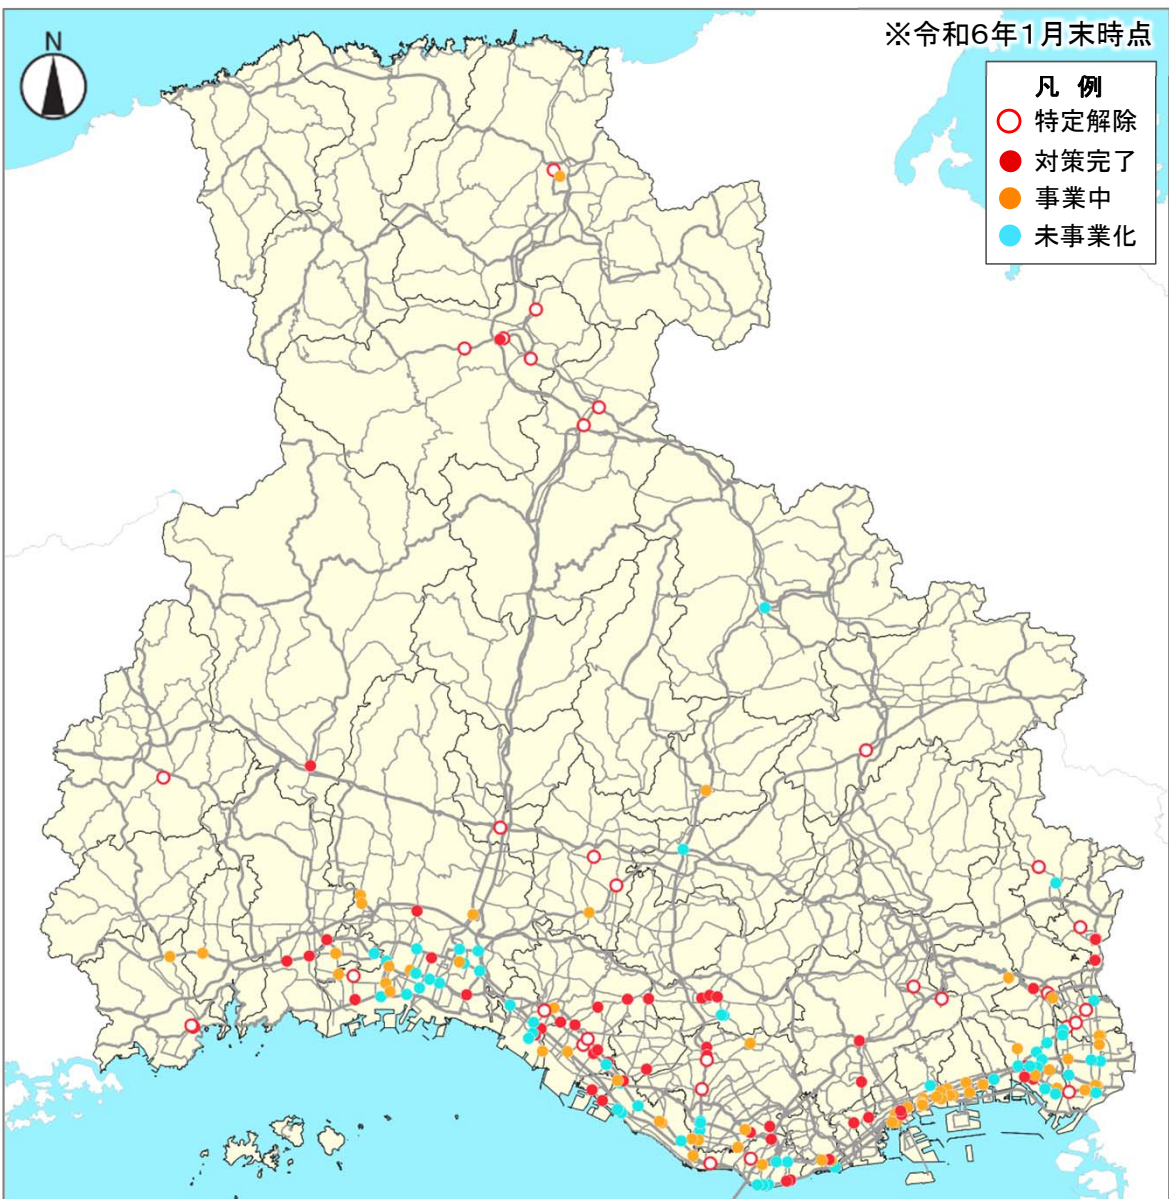 ※令和6年1月末時点
N
凡 例
特定解除
対策完了
事業中
未事業化